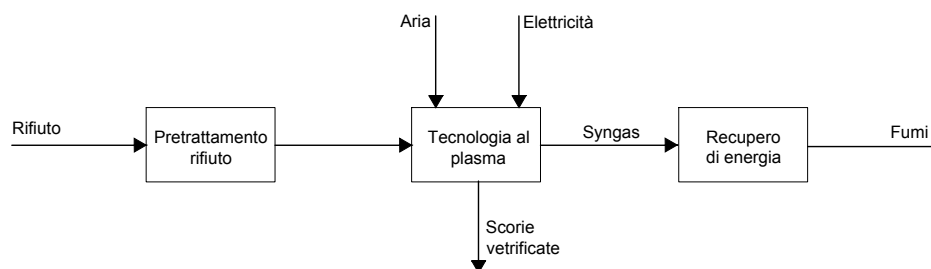 Aria
Elettricità
Rifiuto
Pretrattamento
rifiuto
Tecnologia al
plasma
Syngas
Recupero
di energia
Fumi
Scorie
vetrificate